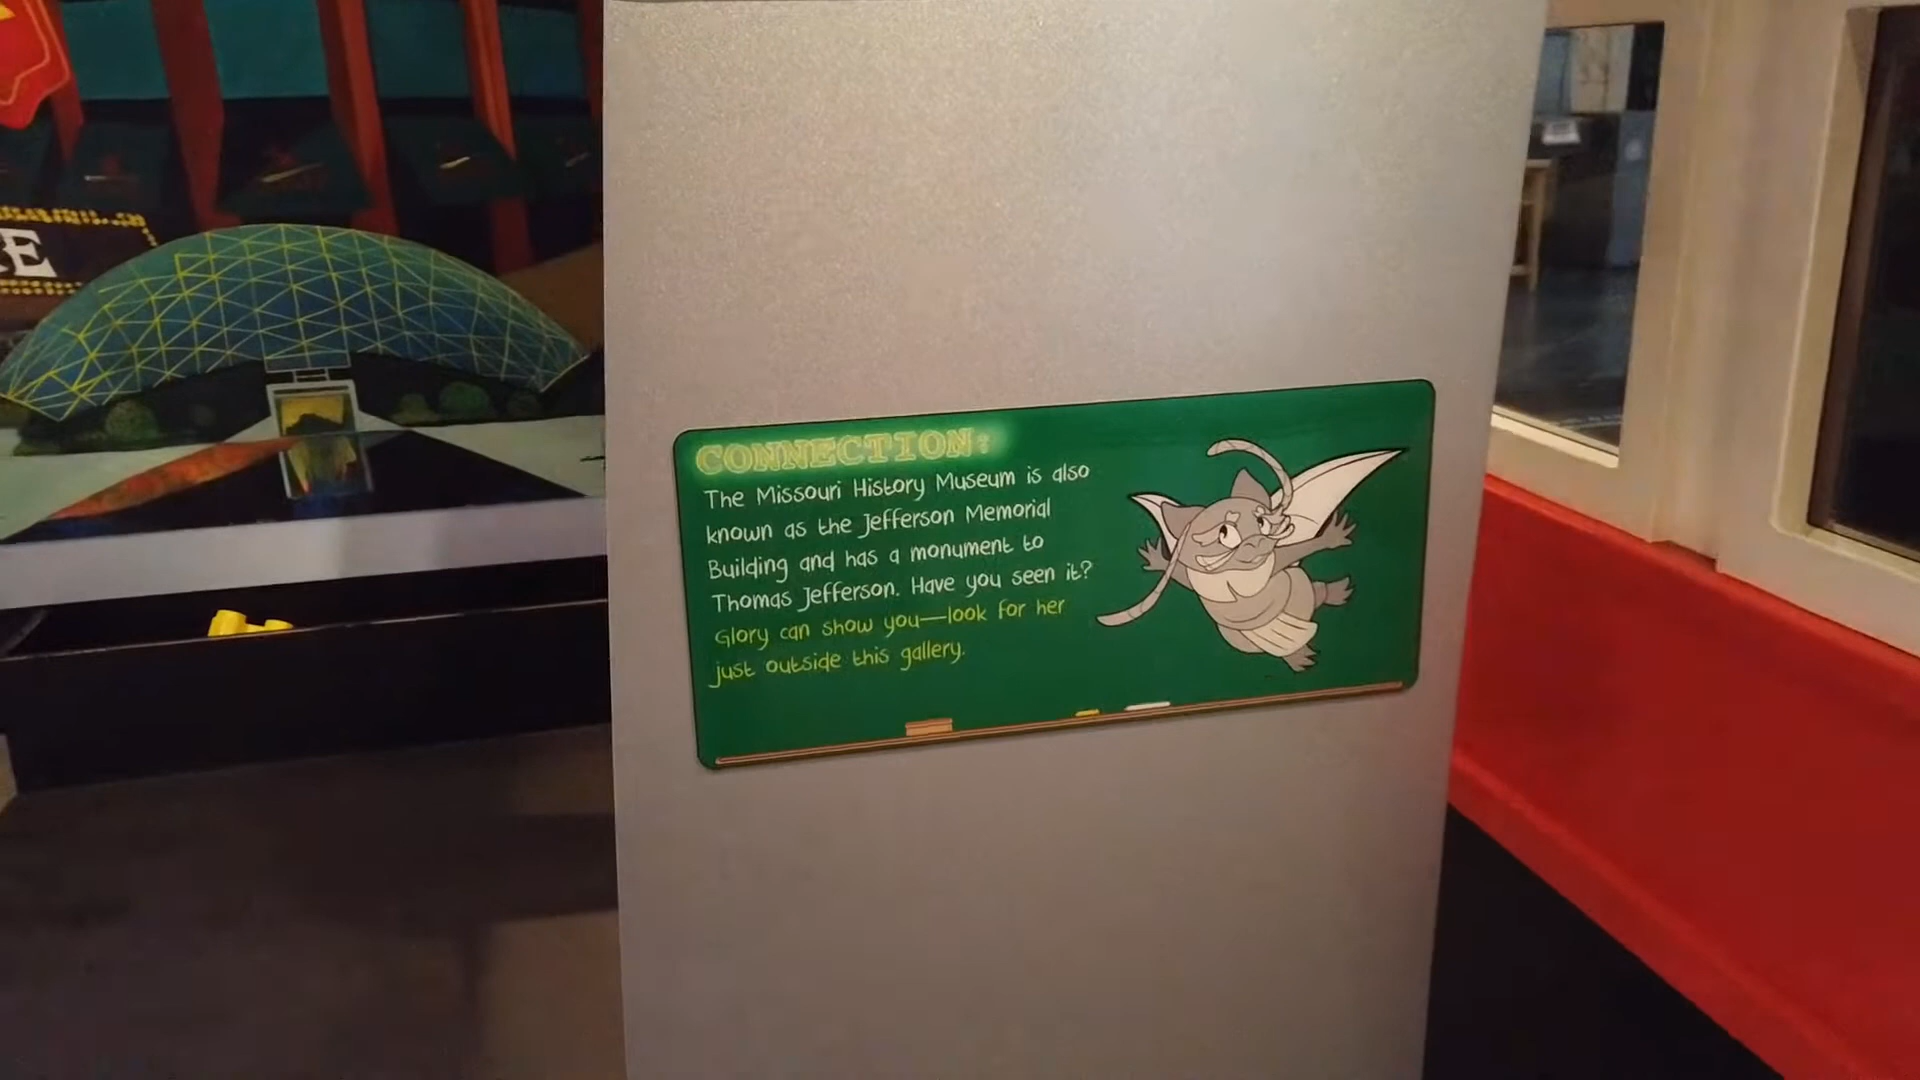 CONNECTION:
The Missouri History Museum is also
known as the Jefferson Memorial
Building and has a monument to
Thomas Jefferson. Have you seen it?
Glory can show you—look for her
just outside this gallery.